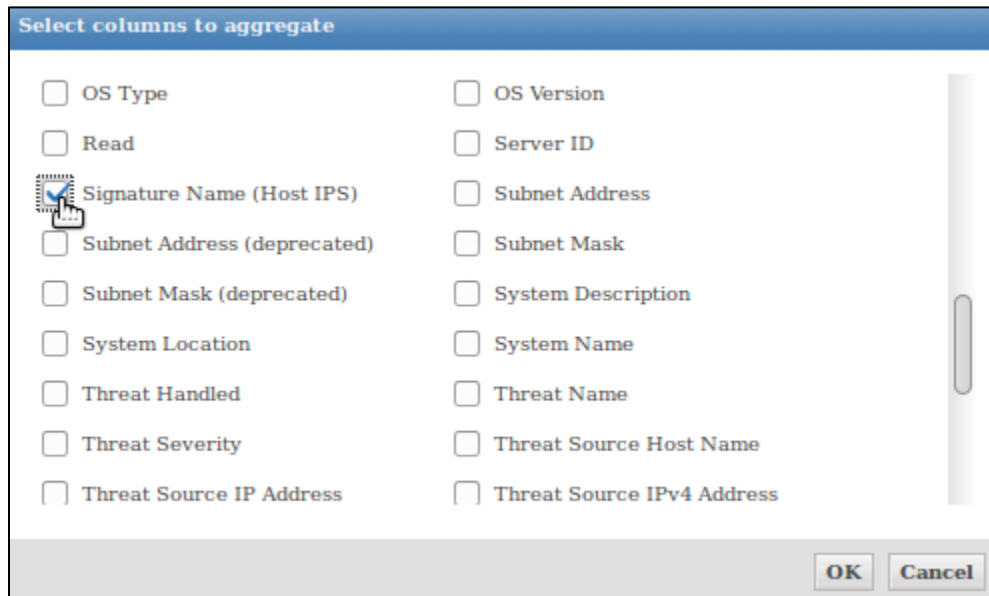 Select columns to aggregate
OS Type OS Version
Read Server ID
Signature Name (Host IPS) Subnet Address
Subnet Address (deprecated) Subnet Mask
Subnet Mask (deprecated) System Description
System Location System Name
Threat Handled Threat Name
Threat Severity Threat Source Host Name
Threat Source IP Address Threat Source IPv4 Address
OK Cancel